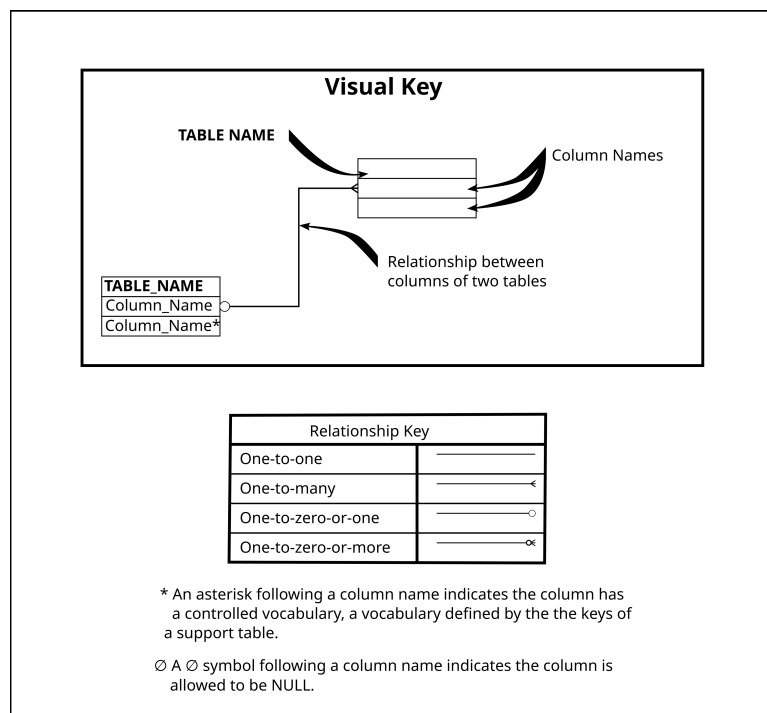 Visual Key
TABLE NAME
Column Names
Relationship between
columns of two tables
TABLE_NAME
Column_Name
Column_Name*
Relationship Key
One-to-one
One-to-many
One-to-zero-or-one
One-to-zero-or-more
* An asterisk following a column name indicates the column has
a controlled vocabulary, a vocabulary defined by the the keys of
a support table.
∅ A ∅ symbol following a column name indicates the column is
allowed to be NULL.